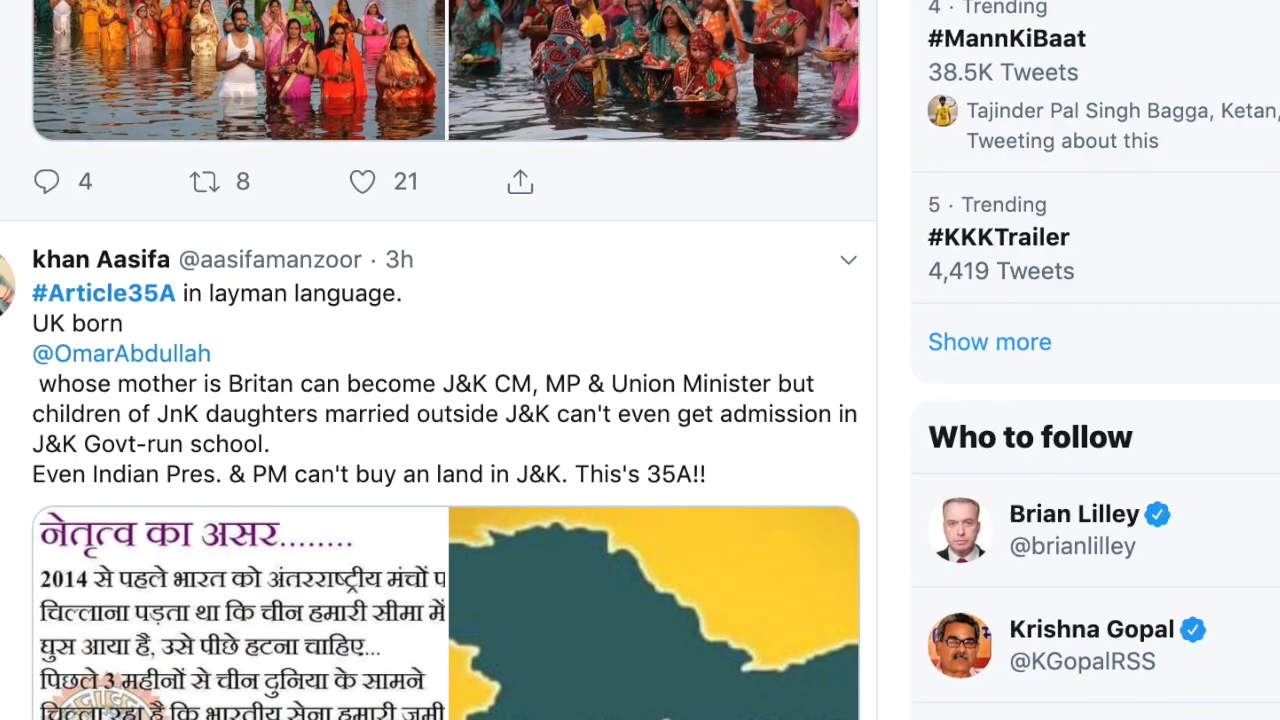 4
8
21
khan Aasifa @aasifamanzoor · 3h
#Article35A in layman language.
UK born
@OmarAbdullah
whose mother is Britan can become J&K CM, MP & Union Minister but
children of JnK daughters married outside J&K can't even get admission in
J&K Govt-run school.
Even Indian Pres. & PM can't buy an land in J&K. This's 35A!!
नेतृत्व का असर........
2014 से पहले भारत को अंतरराष्ट्रीय मंचों प
चिल्लाना पड़ता था कि चीन हमारी सीमा में
घुस आया है, उसे पीछे हटना चाहिए...
पिछले 3 महीनों से चीन दुनिया के सामने
चिल्ला रहा है कि भारतीय सेना हमारी जमी
4 · Trending
#MannKiBaat
38.5K Tweets
Tajinder Pal Singh Bagga, Ketan,
Tweeting about this
5 · Trending
#KKKTrailer
4,419 Tweets
Show more
Who to follow
Brian Lilley
@brianlilley
Krishna Gopal
@KGopalRSS